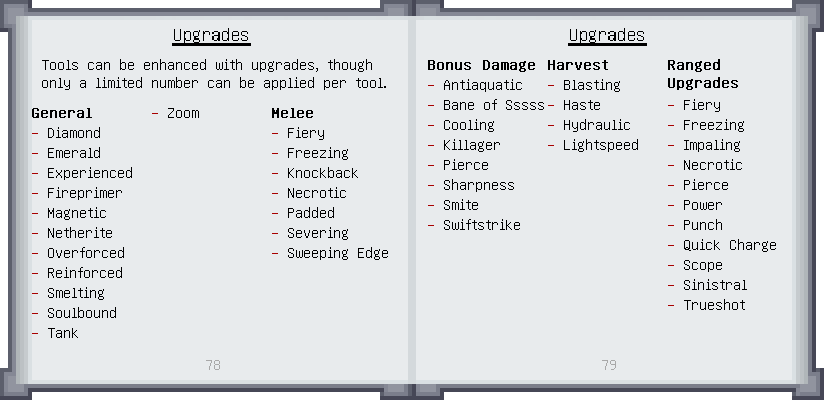 Upgrades
Tools can be enhanced with upgrades, though
only a limited number can be applied per tool.
General
- Diamond
- Emerald
- Experienced
- Fireprimer
- Magnetic
- Netherite
- Overforced
- Reinforced
- Smelting
- Soulbound
- Tank
- Zoom
Melee
- Fiery
- Freezing
- Knockback
- Necrotic
- Padded
- Severing
- Sweeping Edge
78
Upgrades
Bonus Damage
- Antiaquatic
- Bane of Sssss
- Cooling
- Killager
- Pierce
- Sharpness
- Smite
- Swiftstrike
Harvest
- Blasting
- Haste
- Hydraulic
- Lightspeed
Ranged
Upgrades
- Fiery
- Freezing
- Impaling
- Necrotic
- Pierce
- Power
- Punch
- Quick Charge
- Scope
- Sinistral
- Trueshot
79